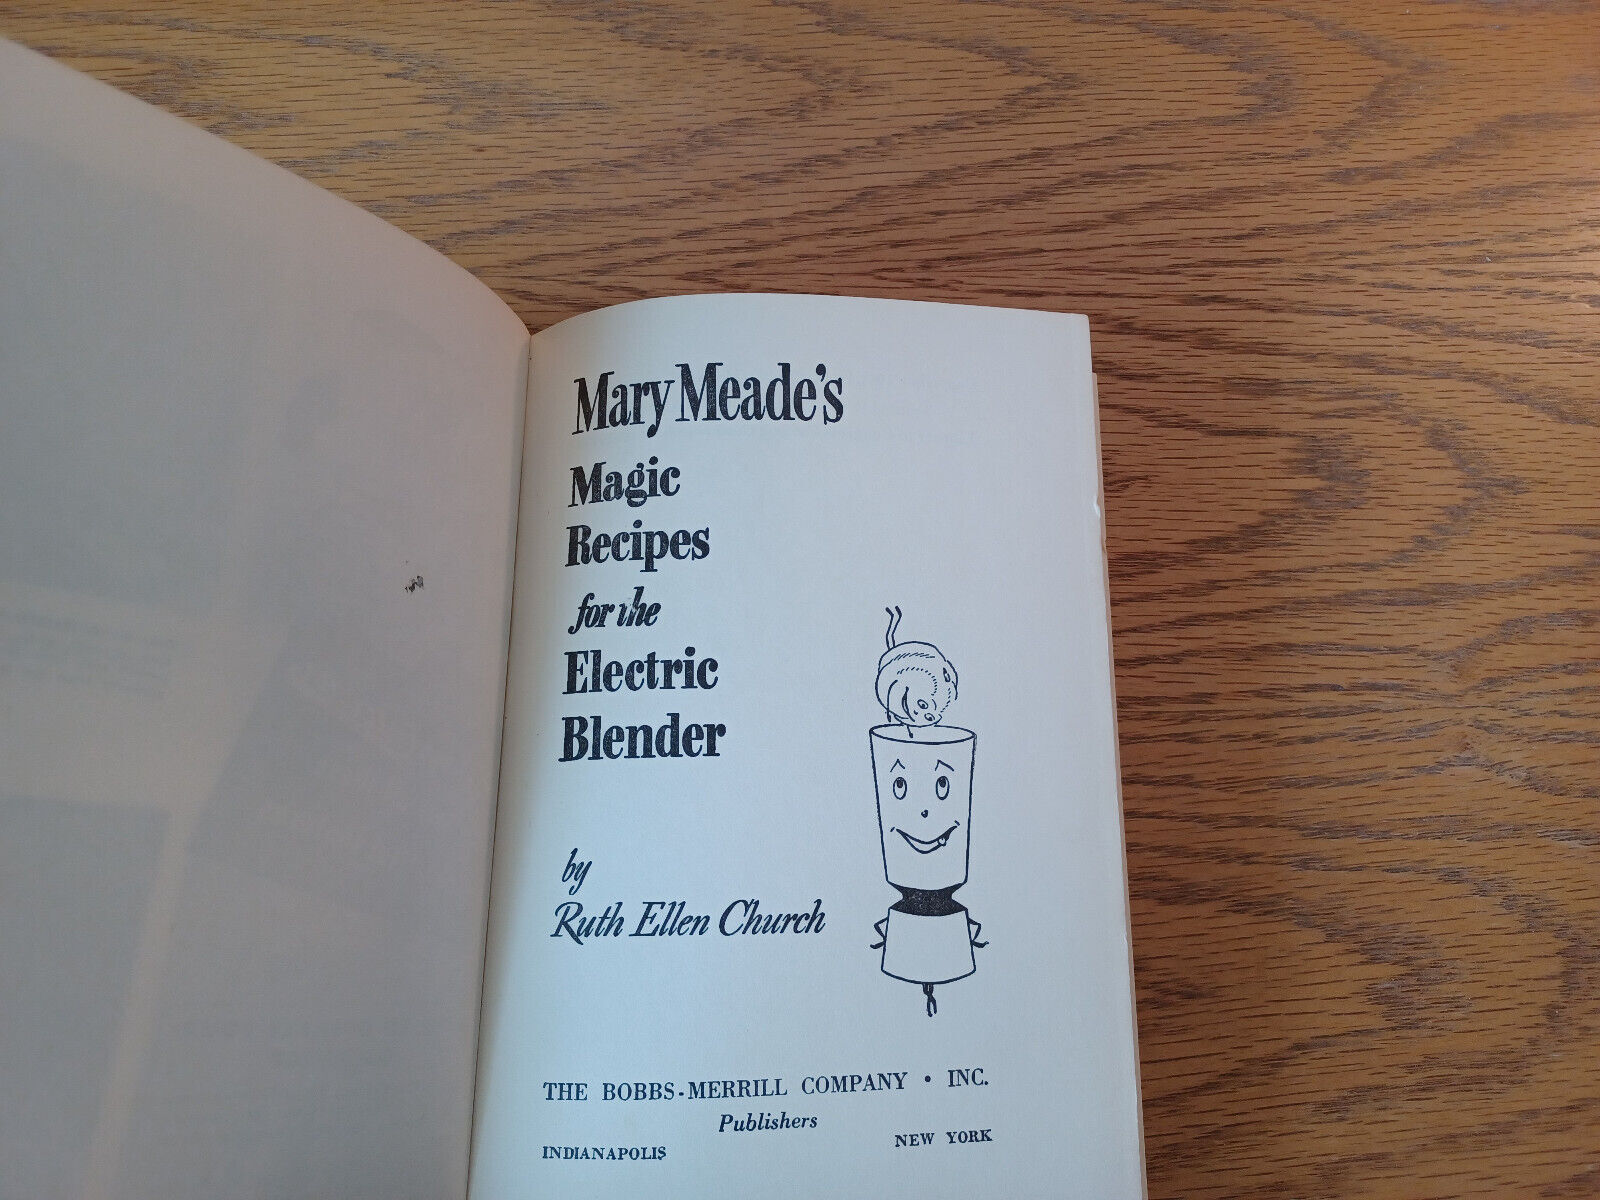 Mary Meade's
Magic
Recipes
for the
Electric
Blender
by
Ruth Ellen Church
THE BOBBS-MERRILL COMPANY • INC.
Publishers
INDIANAPOLIS NEW YORK